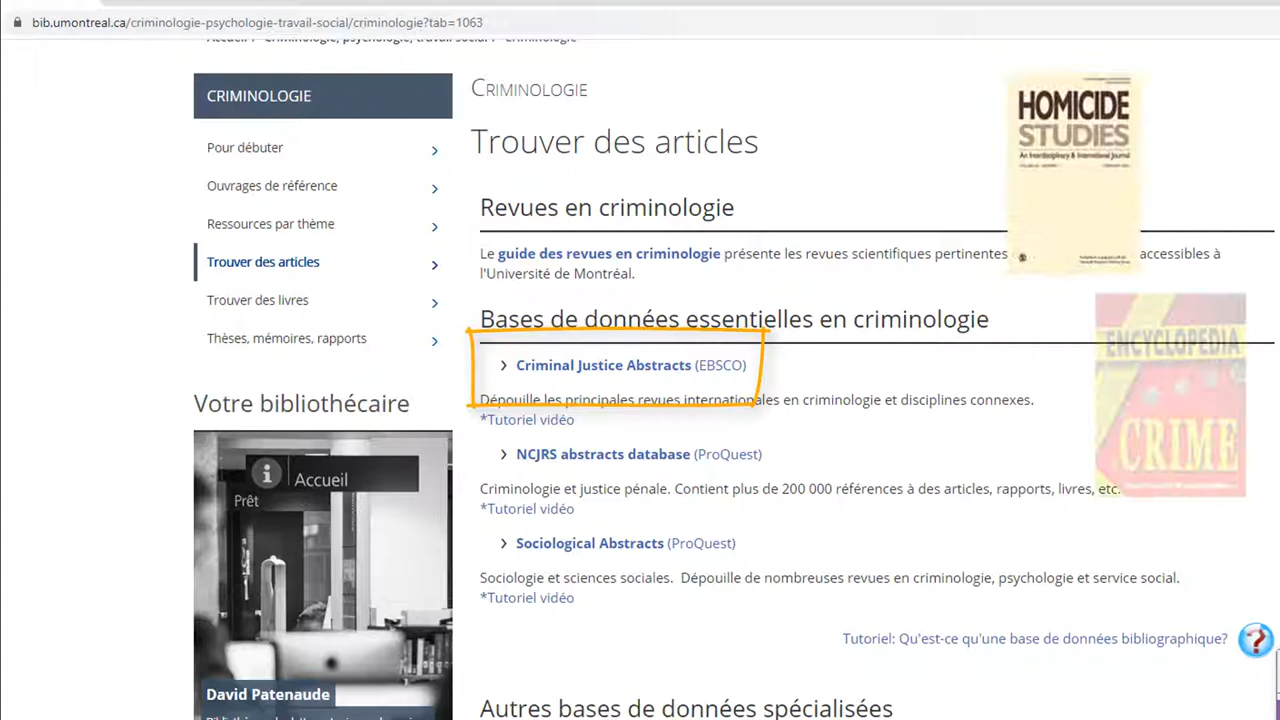 bib.umontreal.ca/criminologie-psychologie-travail-social/criminologie?tab=1063
Accueil / Criminologie, psychologie, travail social / Criminologie
CRIMINOLOGIE
Pour débuter
Ouvrages de référence
Ressources par thème
Trouver des articles
Trouver des livres
Thèses, mémoires, rapports
Votre bibliothécaire
Accueil
Prêt
David Patenaude
CRIMINOLOGIE
Trouver des articles
Revues en criminologie
Le guide des revues en criminologie présente les revues scientifiques pertinentes accessibles à
l'Université de Montréal.
Bases de données essentielles en criminologie
Criminal Justice Abstracts (EBSCO)
Dépouille les principales revues internationales en criminologie et disciplines connexes.
*Tutoriel vidéo
NCJRS abstracts database (ProQuest)
Criminologie et justice pénale. Contient plus de 200 000 références à des articles, rapports, livres, etc.
*Tutoriel vidéo
Sociological Abstracts (ProQuest)
Sociologie et sciences sociales. Dépouille de nombreuses revues en criminologie, psychologie et service social.
*Tutoriel vidéo
Tutoriel: Qu'est-ce qu'une base de données bibliographique?
Autres bases de données spécialisées
HOMICIDE
STUDIES
An Interdisciplinary & International Journal
ENCYCLOPEDIA
CRIME